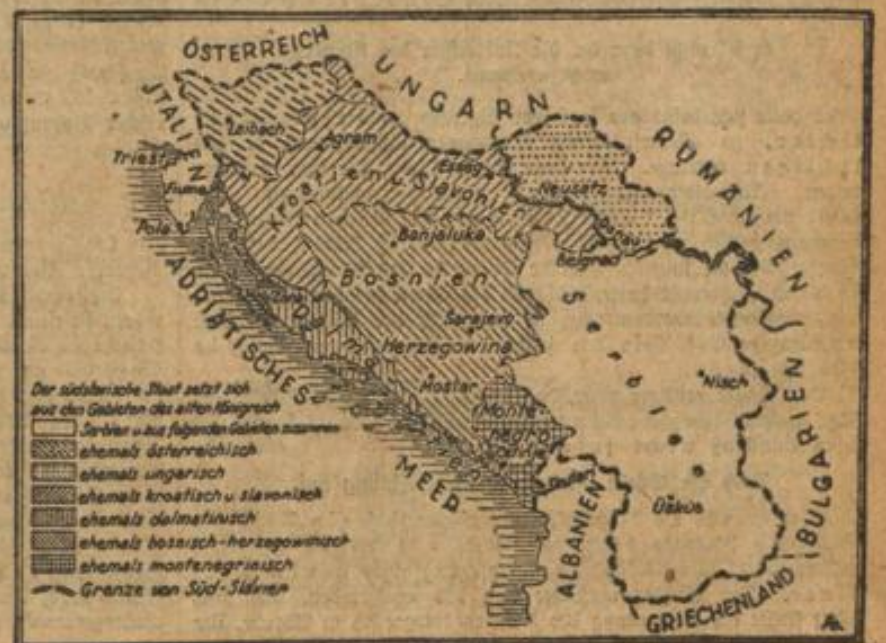 ÖSTERREICH
UNGARN
RUMÄNIEN
ITALIEN
Laibach
Agram
Triest
Fiume
Pola
Esseg
Neusatz
Kroatien u. Slavonien
Donau
Banjaluka
Belgrad
Bosnien
Serbien
ADRIATISCHES MEER
Zara
Dalmatien
Sarajevo
Herzegowina
Mostar
Nisch
Montenegro
Üsküb
BULGARIEN
ALBANIEN
GRIECHENLAND
Der südslavische Staat setzt sich
aus den Gebieten des alten Königreich
Serbien u. aus folgenden Gebieten zusammen
ehemals österreichisch
ehemals ungarisch
ehemals kroatisch u. slavonisch
ehemals dalmatinisch
ehemals bosnisch-herzegowinisch
ehemals montenegrinisch
Grenze von Süd-Slavien